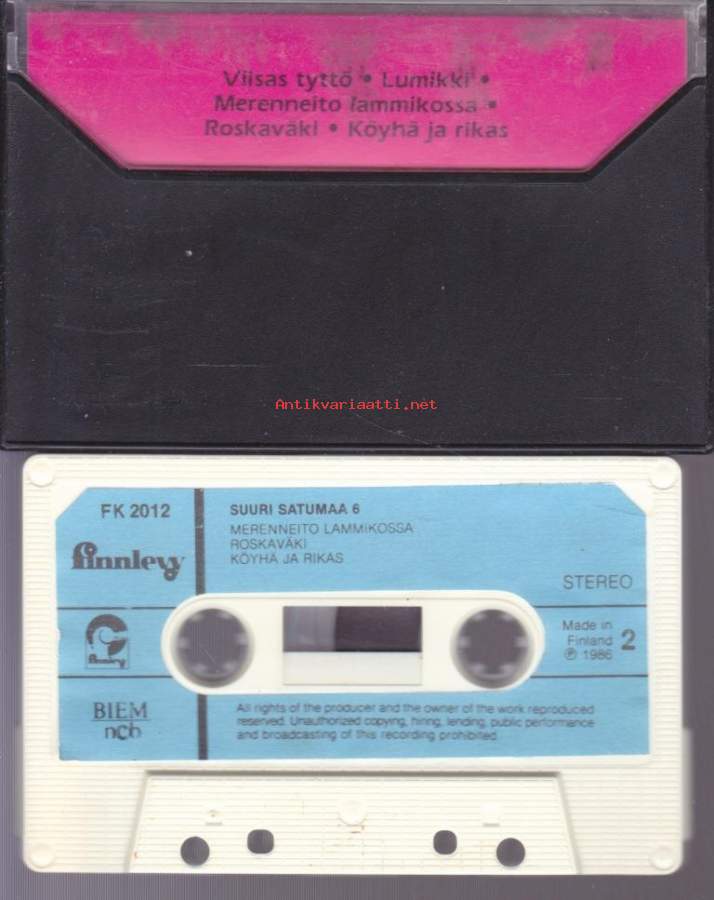 Viisas tyttö • Lumikki •
Merenneito lammikossa •
Roskaväki • Köyhä ja rikas
Antikvariaatti.net
FK 2012
finnlevy
SUURI SATUMAA 6
MERENNEITO LAMMIKOSSA
ROSKAVÄKI
KÖYHÄ JA RIKAS
STEREO
finnlevy
Made in
Finland
℗ 1986
2
BIEM
ncb
All rights of the producer and the owner of the work reproduced
reserved. Unauthorized copying, hiring, lending, public performance
and broadcasting of this recording prohibited.